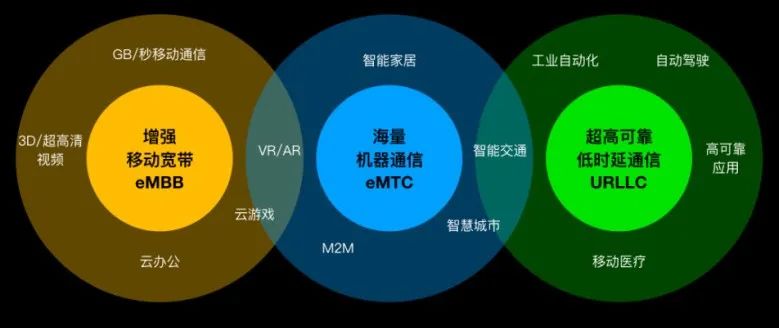 GB/秒移动通信
3D/超高清
视频
增强
移动宽带
eMBB
云办公
云游戏
VR/AR
智能家居
海量
机器通信
eMTC
M2M
智慧城市
智能交通
工业自动化
自动驾驶
超高可靠
低时延通信
URLLC
高可靠
应用
移动医疗